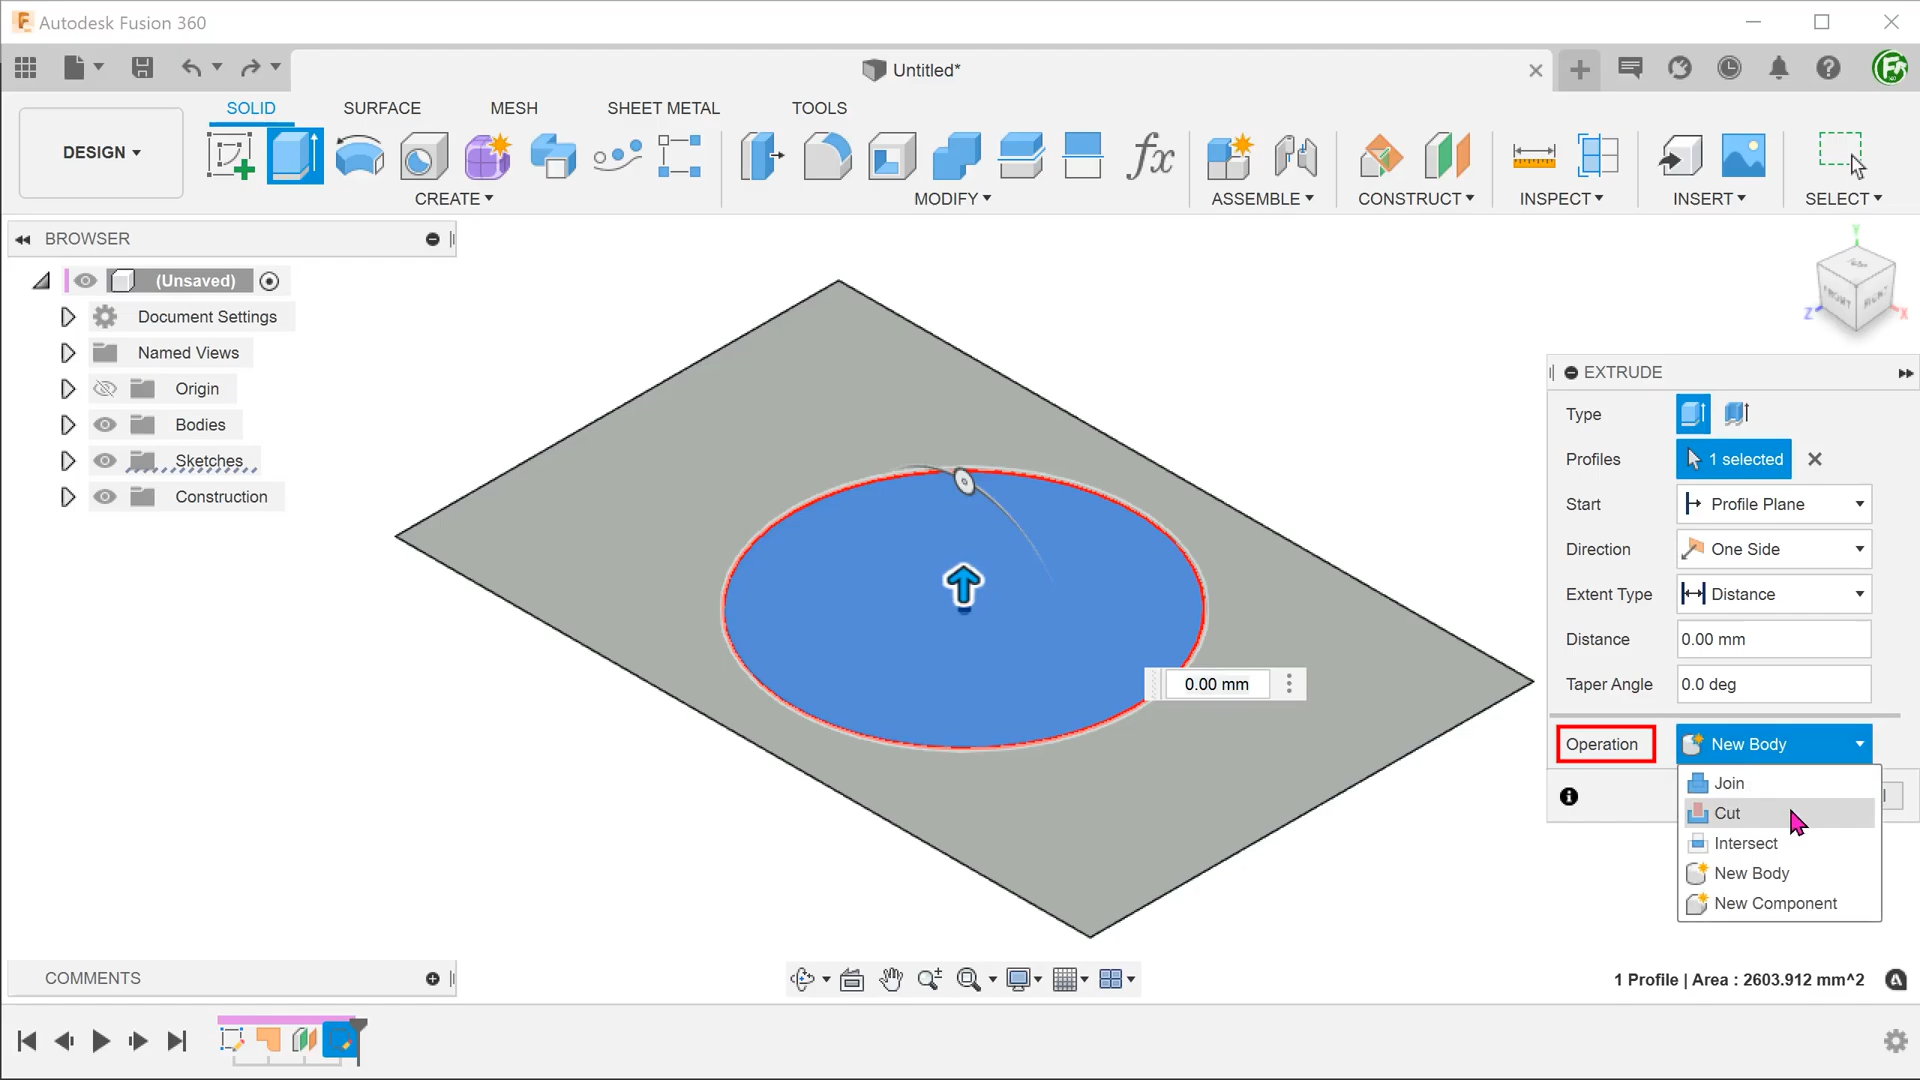 Autodesk Fusion 360
Untitled*
SOLID SURFACE MESH SHEET METAL TOOLS
DESIGN
CREATE MODIFY ASSEMBLE CONSTRUCT INSPECT INSERT SELECT
BROWSER
(Unsaved)
Document Settings
Named Views
Origin
Bodies
Sketches
Construction
Y
FRONT RIGHT
Z X
EXTRUDE
Type
Profiles 1 selected
Start Profile Plane
Direction One Side
Extent Type Distance
Distance 0.00 mm
Taper Angle 0.0 deg
0.00 mm
Operation New Body
Join
Cut
Intersect
New Body
New Component
COMMENTS
1 Profile | Area : 2603.912 mm^2